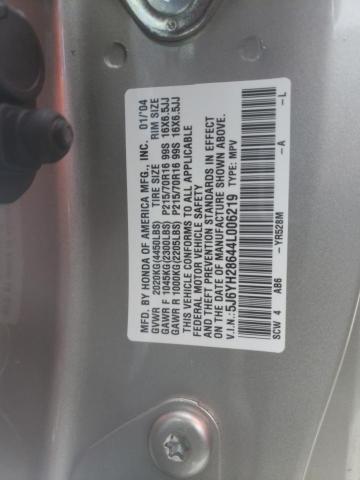 MFD. BY HONDA OF AMERICA MFG., INC. 01/'04
GVWR 2020KG(4450LBS) TIRE SIZE RIM SIZE
GAWR F 1045KG(2300LBS) P215/70R16 99S 16X6.5JJ
GAWR R 1000KG(2205LBS) P215/70R16 99S 16X6.5JJ
THIS VEHICLE CONFORMS TO ALL APPLICABLE
FEDERAL MOTOR VEHICLE SAFETY
AND THEFT PREVENTION STANDARDS IN EFFECT
ON THE DATE OF MANUFACTURE SHOWN ABOVE.
V.I.N.: 5J6YH28644L006219 TYPE: MPV
SCW 4 A86 - YR528M -A -L